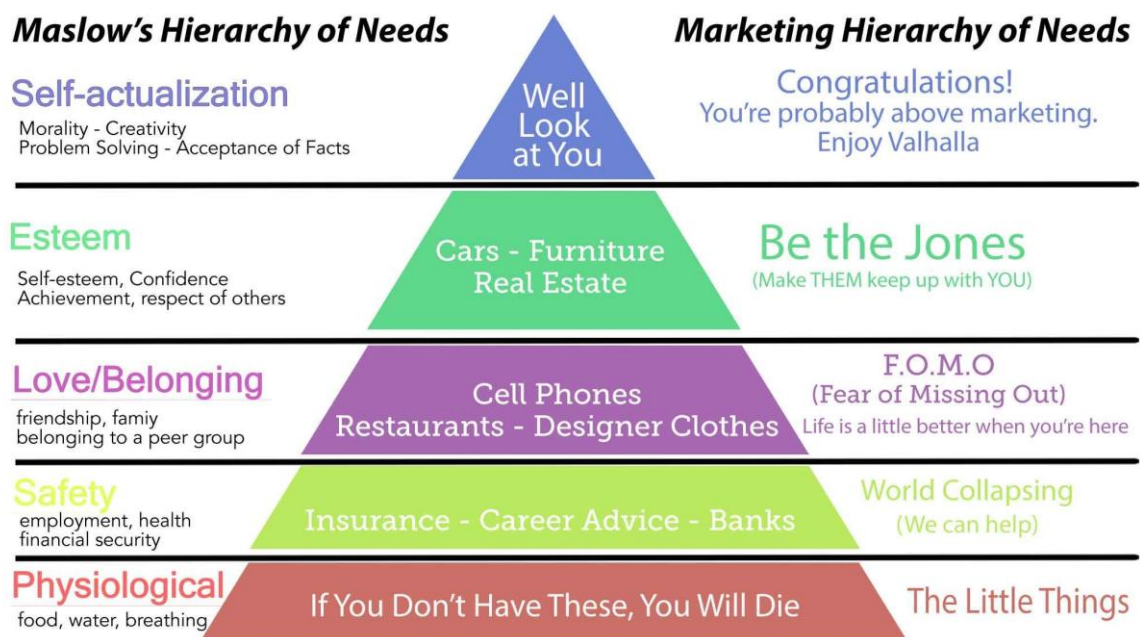 Maslow's Hierarchy of Needs
Marketing Hierarchy of Needs
Self-actualization
Morality - Creativity
Problem Solving - Acceptance of Facts
Well
Look
at You
Congratulations!
You're probably above marketing.
Enjoy Valhalla
Esteem
Self-esteem, Confidence
Achievement, respect of others
Cars - Furniture
Real Estate
Be the Jones
(Make THEM keep up with YOU)
Love/Belonging
friendship, famiy
belonging to a peer group
Cell Phones
Restaurants - Designer Clothes
F.O.M.O
(Fear of Missing Out)
Life is a little better when you're here
Safety
employment, health
financial security
Insurance - Career Advice - Banks
World Collapsing
(We can help)
Physiological
food, water, breathing
If You Don't Have These, You Will Die
The Little Things